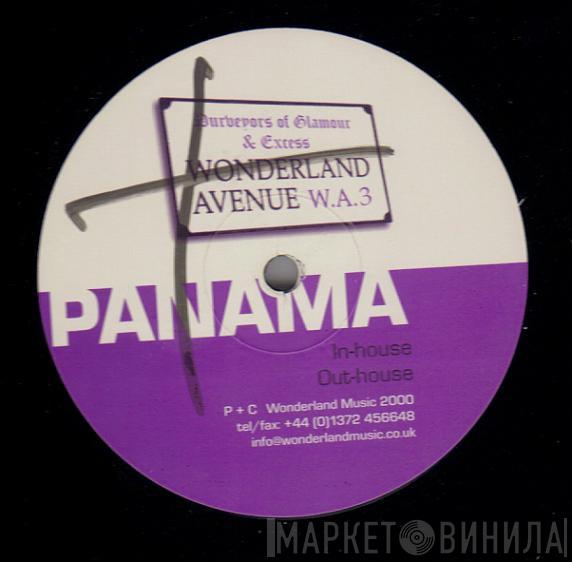 Purveyors of Glamour
& Excess
WONDERLAND
AVENUE W.A.3
PANAMA
In-house
Out-house
P + C Wonderland Music 2000
tel/fax: +44 (0)1372 456648
info@wonderlandmusic.co.uk
МАРКЕТ ВИНИЛА